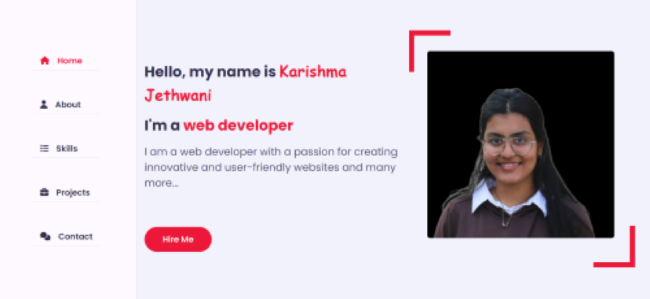 Home
About
Skills
Projects
Contact
Hello, my name is Karishma
Jethwani
I'm a web developer
I am a web developer with a passion for creating
innovative and user-friendly websites and many
more...
Hire Me